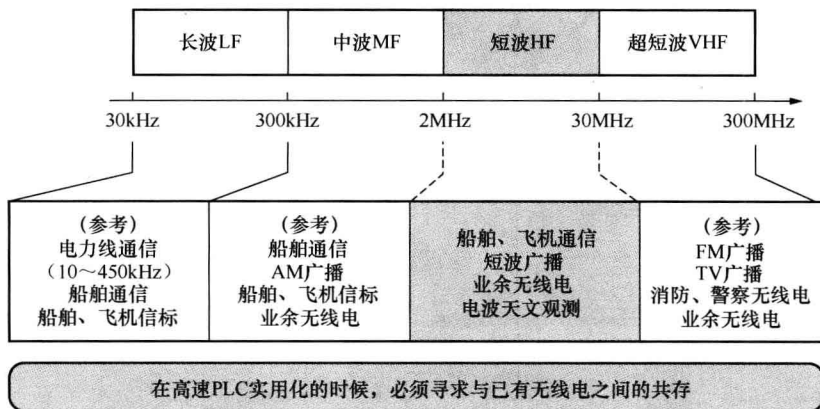 长波LF 中波MF 短波HF 超短波VHF
30kHz 300kHz 2MHz 30MHz 300MHz
(参考)
电力线通信
(10～450kHz)
船舶通信
船舶、飞机信标
(参考)
船舶通信
AM广播
船舶、飞机信标
业余无线电
船舶、飞机通信
短波广播
业余无线电
电波天文观测
(参考)
FM广播
TV广播
消防、警察无线电
业余无线电
在高速PLC实用化的时候，必须寻求与已有无线电之间的共存